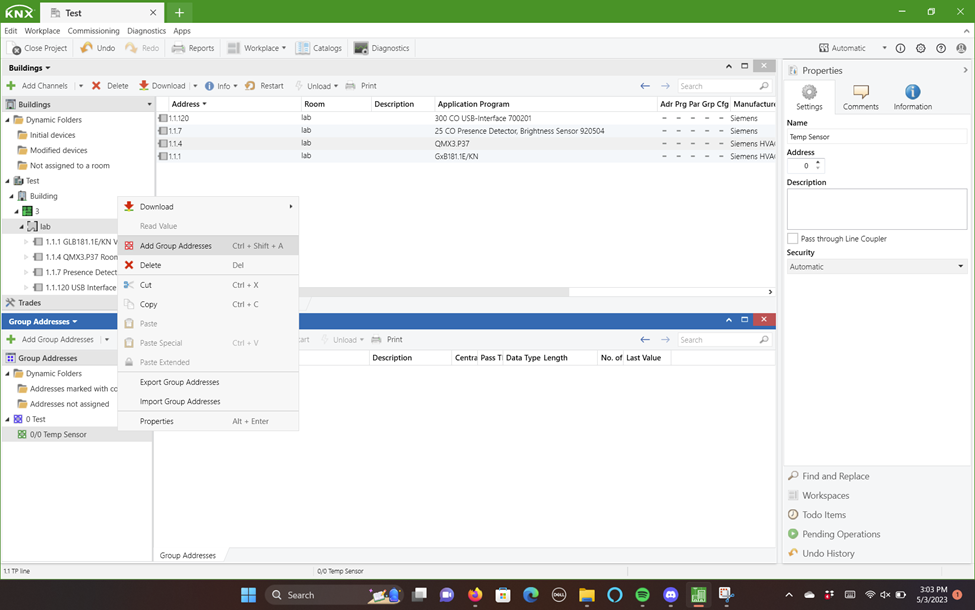 KNX Test
Edit Workplace Commissioning Diagnostics Apps
Close Project Undo Redo Reports Workplace Catalogs Diagnostics Automatic
Buildings
Add Channels Delete Download Info Restart Unload Print Search
Buildings
Dynamic Folders
Initial devices
Modified devices
Not assigned to a room
Test
Building
3
lab
1.1.1 GLB181.1E/KN V
1.1.4 QMX3.P37 Room
1.1.7 Presence Detect
1.1.120 USB Interface
Trades
Address Room Description Application Program Adr Prg Par Grp Cfg Manufacture
1.1.120 lab 300 CO USB-Interface 700201 – – – – – Siemens
1.1.7 lab 25 CO Presence Detector, Brightness Sensor 920504 – – – – – Siemens
1.1.4 lab QMX3.P37 – – – – – Siemens HVA
1.1.1 lab GxB181.1E/KN – – – – – Siemens HVA
Download
Read Value
Add Group Addresses Ctrl + Shift + A
Delete Del
Cut Ctrl + X
Copy Ctrl + C
Paste
Paste Special Ctrl + V
Paste Extended
Export Group Addresses
Import Group Addresses
Properties Alt + Enter
Group Addresses
Add Group Addresses
art Unload Print Search
Group Addresses
Dynamic Folders
Addresses marked with co
Addresses not assigned
0 Test
0/0 Temp Sensor
Description Centra Pass T Data Type Length No. of Last Value
Group Addresses
Properties
Settings Comments Information
Name
Temp Sensor
Address
0
Description
Pass through Line Coupler
Security
Automatic
Find and Replace
Workspaces
Todo Items
Pending Operations
Undo History
1.1 TP line 0/0 Temp Sensor
Search
DELL
3:03 PM
5/3/2023
1